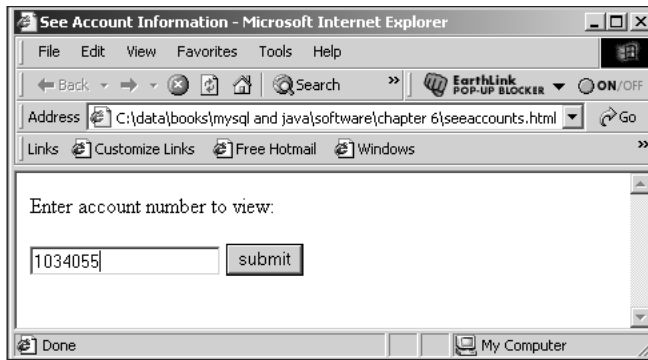 See Account Information - Microsoft Internet Explorer
File Edit View Favorites Tools Help
Back Search » EarthLink POP-UP BLOCKER ON/OFF
Address C:\data\books\mysql and java\software\chapter 6\seeaccounts.html Go
Links Customize Links Free Hotmail Windows »
Enter account number to view:
1034055 submit
Done My Computer